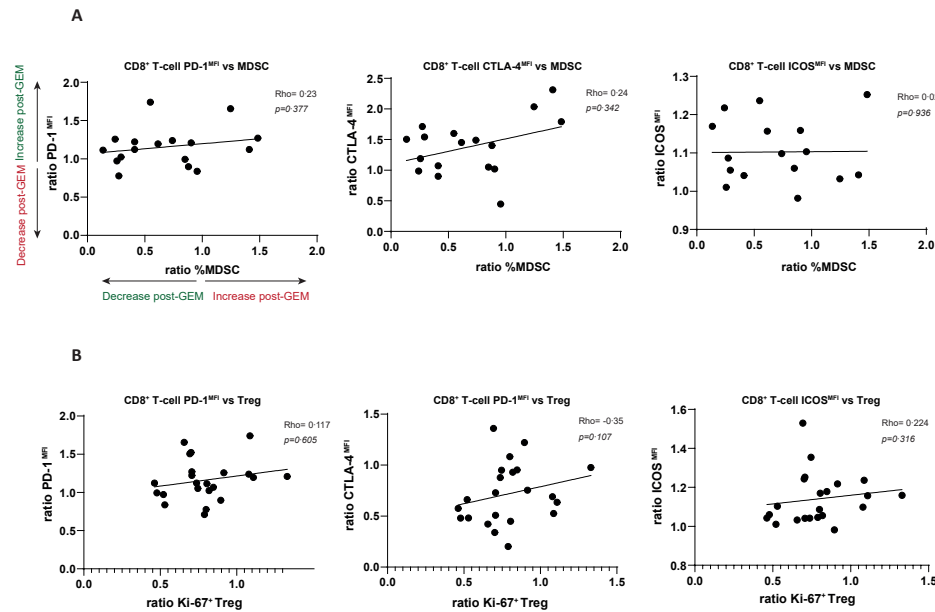 A
CD8⁺ T-cell PD-1ᴹᶠᴵ vs MDSC
Rho= 0·23
p=0·377
ratio PD-1 ᴹᶠᴵ
2.0
1.5
1.0
0.5
0.0
0.0 0.5 1.0 1.5 2.0
ratio %MDSC
Decrease post-GEM Increase post-GEM
Decrease post-GEM Increase post-GEM
CD8⁺ T-cell CTLA-4ᴹᶠᴵ vs MDSC
Rho= 0·24
p=0·342
ratio CTLA-4 ᴹᶠᴵ
2.5
2.0
1.5
1.0
0.5
0.0
0.0 0.5 1.0 1.5 2.0
ratio %MDSC
CD8⁺ T-cell ICOSᴹᶠᴵ vs MDSC
p=0·936
ratio ICOS ᴹᶠᴵ
1.3
1.2
1.1
1.0
0.9
0.0 0.5 1.0 1.5 2.0
ratio %MDSC
B
CD8⁺ T-cell PD-1ᴹᶠᴵ vs Treg
Rho= 0·117
p=0·605
ratio PD-1 ᴹᶠᴵ
2.0
1.5
1.0
0.5
0.0
0.0 0.5 1.0
ratio Ki-67⁺ Treg
CD8⁺ T-cell PD-1ᴹᶠᴵ vs Treg
Rho= -0·35
p=0·107
ratio CTLA-4 ᴹᶠᴵ
1.5
1.0
0.5
0.0
0.0 0.5 1.0 1.5
ratio Ki-67⁺ Treg
CD8⁺ T-cell ICOSᴹᶠᴵ vs Treg
Rho= 0·224
p=0·316
ratio ICOS ᴹᶠᴵ
1.6
1.4
1.2
1.0
0.8
0.0 0.5 1.0 1.5
ratio Ki-67⁺ Treg